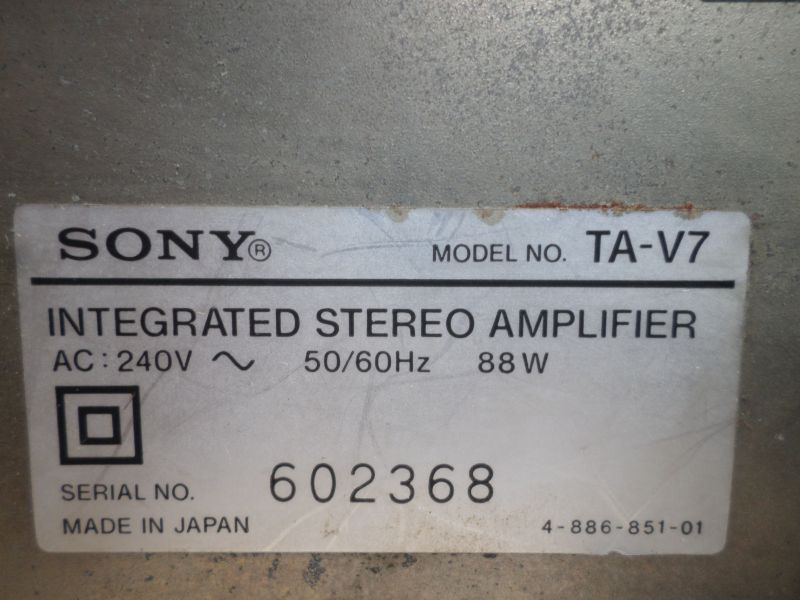 SONY® MODEL NO. TA-V7
INTEGRATED STEREO AMPLIFIER
AC : 240V ~ 50/60Hz 88W
SERIAL NO. 602368
MADE IN JAPAN 4-886-851-01